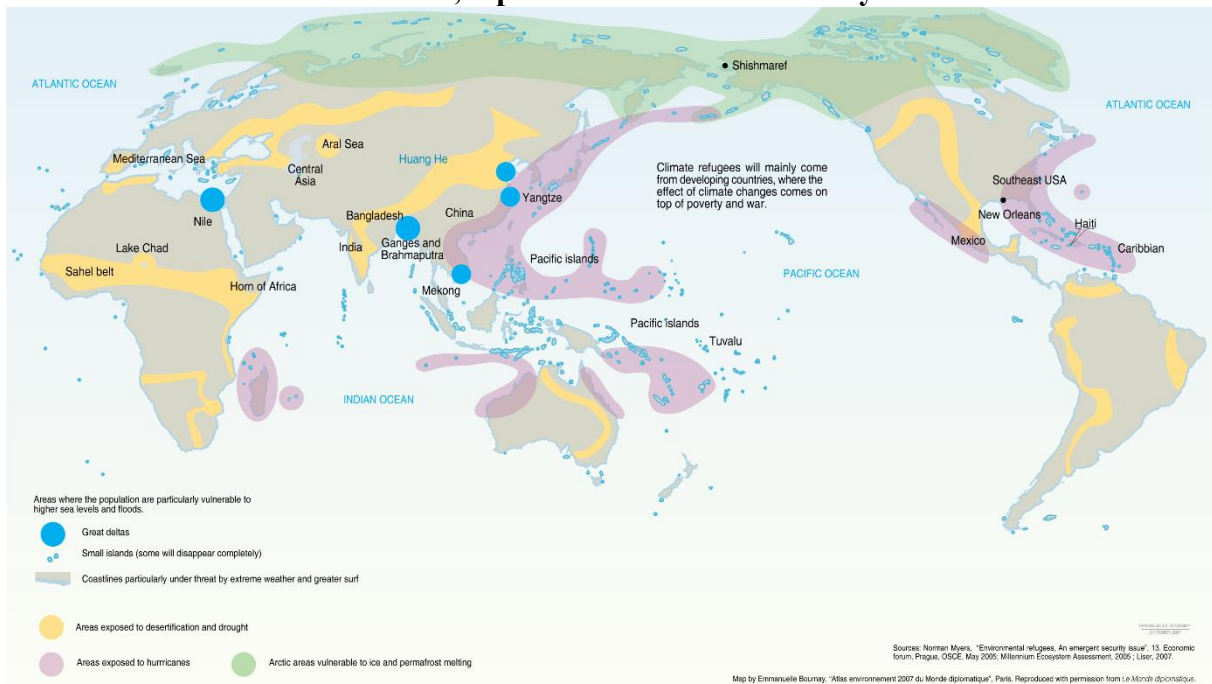 ATLANTIC OCEAN
Shishmaref
ATLANTIC OCEAN
Aral Sea
Mediterranean Sea
Central
Asia
Huang He
Climate refugees will mainly come
from developing countries, where the
effect of climate changes comes on
top of poverty and war.
Southeast USA
Yangtze
Nile
Bangladesh
China
New Orleans
Haiti
Lake Chad
India
Ganges and
Brahmaputra
Mexico
Caribbian
Sahel belt
Pacific islands
PACIFIC OCEAN
Horn of Africa
Mekong
Pacific islands
Tuvalu
INDIAN OCEAN
Areas where the population are particularly vulnerable to
higher sea levels and floods.
Great deltas
Small islands (some will disappear completely)
Coastlines particularly under threat by extreme weather and greater surf
Areas exposed to desertification and drought
Areas exposed to hurrricanes
Arctic areas vulnerable to ice and permafrost melting
Sources: Norman Myers, "Environmental refugees, An emergent security issue", 13. Economic
forum, Prague, OSCE, May 2005; Millennium Ecosystem Assessment, 2005 ; Liser, 2007.
Map by Emmanuelle Bournay. "Atlas environnement 2007 du Monde diplomatique", Paris. Reproduced with permission from Le Monde diplomatique.